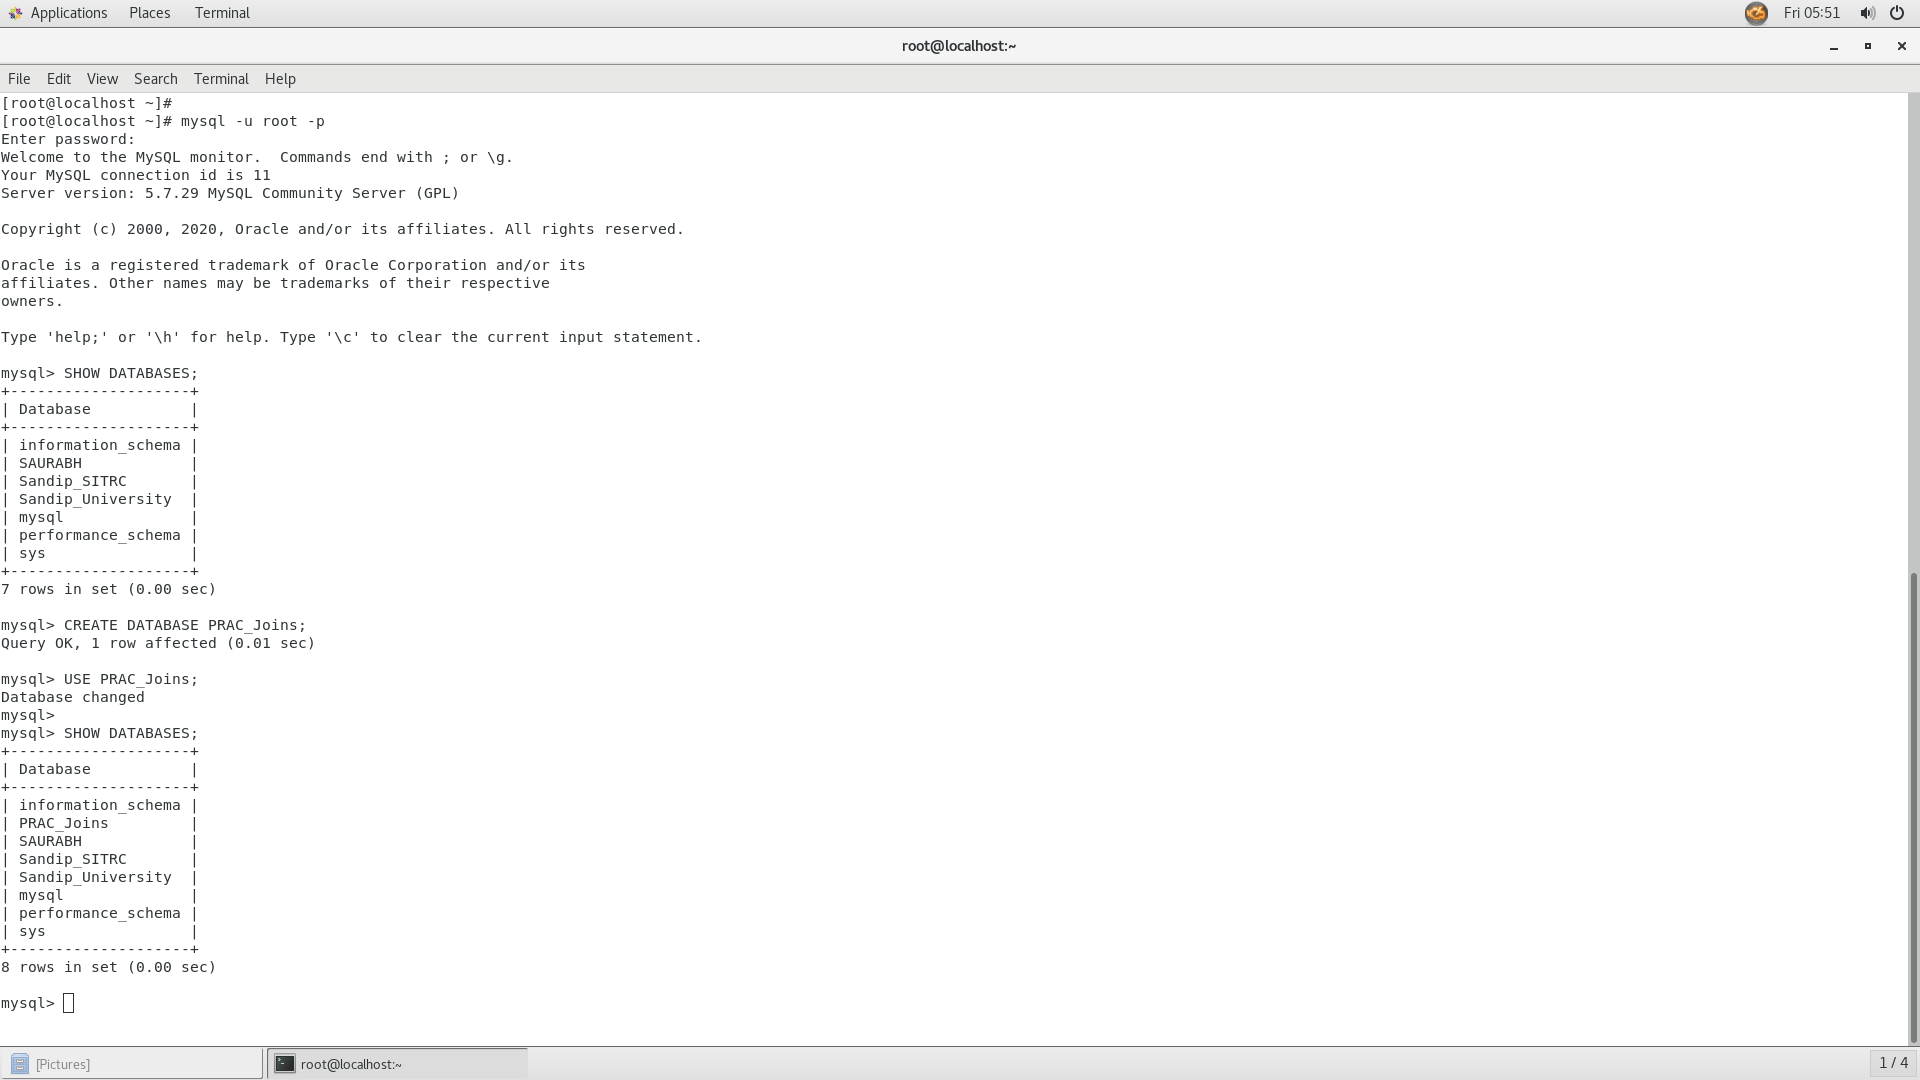 Applications Places Terminal Fri 05:51
root@localhost:~
File Edit View Search Terminal Help
[root@localhost ~]#
[root@localhost ~]# mysql -u root -p
Enter password:
Welcome to the MySQL monitor.  Commands end with ; or \g.
Your MySQL connection id is 11
Server version: 5.7.29 MySQL Community Server (GPL)

Copyright (c) 2000, 2020, Oracle and/or its affiliates. All rights reserved.

Oracle is a registered trademark of Oracle Corporation and/or its
affiliates. Other names may be trademarks of their respective
owners.

Type 'help;' or '\h' for help. Type '\c' to clear the current input statement.

mysql> SHOW DATABASES;
+--------------------+
| Database           |
+--------------------+
| information_schema |
| SAURABH            |
| Sandip_SITRC       |
| Sandip_University  |
| mysql              |
| performance_schema |
| sys                |
+--------------------+
7 rows in set (0.00 sec)

mysql> CREATE DATABASE PRAC_Joins;
Query OK, 1 row affected (0.01 sec)

mysql> USE PRAC_Joins;
Database changed
mysql>
mysql> SHOW DATABASES;
+--------------------+
| Database           |
+--------------------+
| information_schema |
| PRAC_Joins         |
| SAURABH            |
| Sandip_SITRC       |
| Sandip_University  |
| mysql              |
| performance_schema |
| sys                |
+--------------------+
8 rows in set (0.00 sec)

mysql>
[Pictures] root@localhost:~ 1 / 4